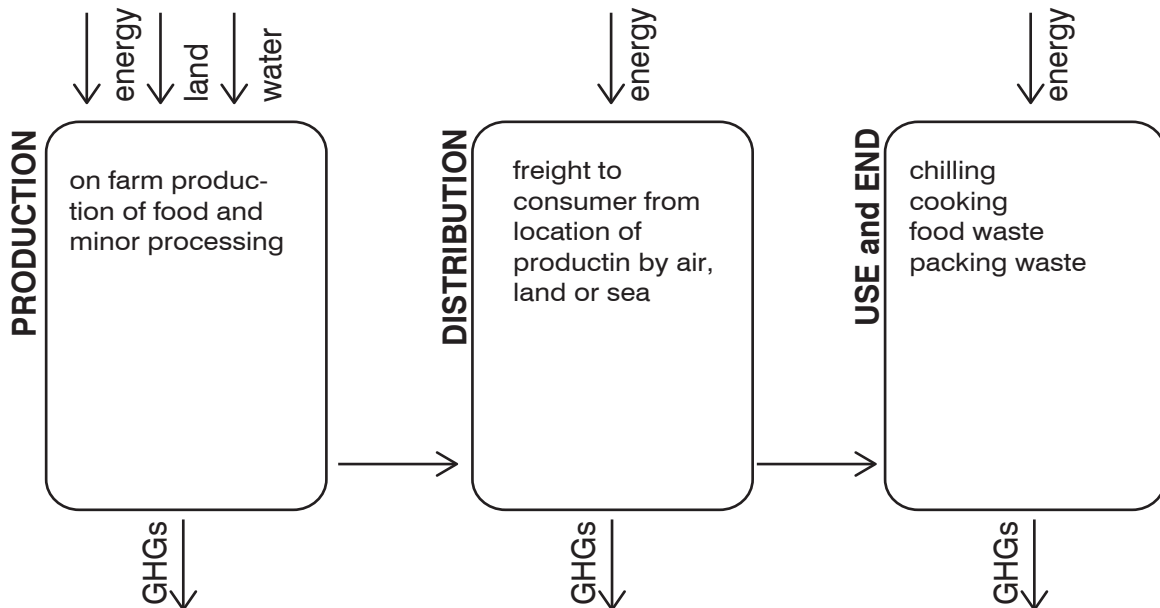 energy
land
water
PRODUCTION
on farm produc-
tion of food and
minor processing
GHGs
energy
DISTRIBUTION
freight to
consumer from
location of
productin by air,
land or sea
GHGs
energy
USE and END
chilling
cooking
food waste
packing waste
GHGs